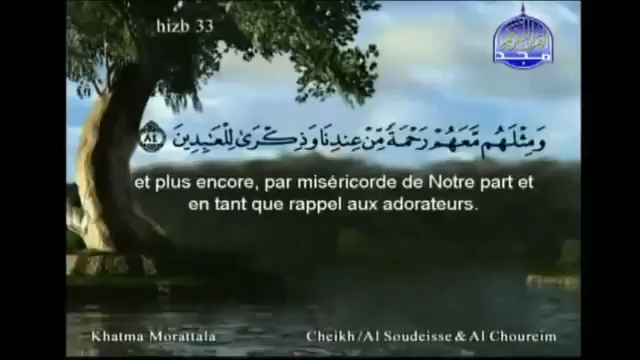 hizb 33
وَمِثْلَهُم مَّعَهُمْ رَحْمَةً مِّنْ عِندِنَا وَذِكْرَىٰ لِلْعَٰبِدِينَ ٨٤
et plus encore, par miséricorde de Notre part et
en tant que rappel aux adorateurs.
Khatma Morattala
Cheikh/Al Soudeisse & Al Choureim